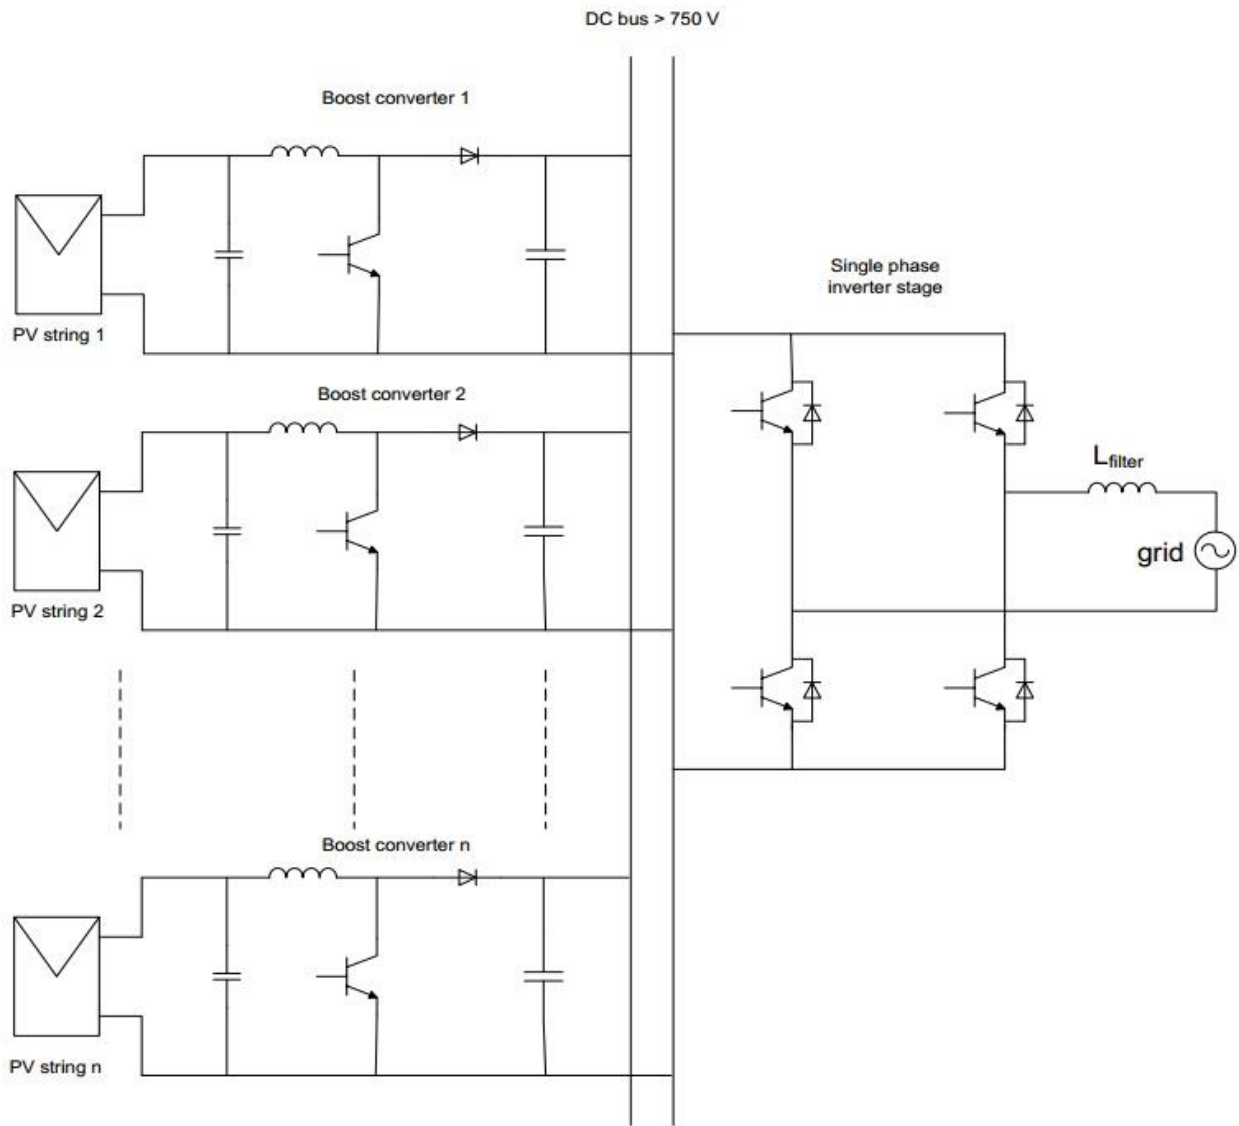 DC bus > 750 V
Boost converter 1
PV string 1
Single phase
inverter stage
Boost converter 2
L filter
grid
PV string 2
Boost converter n
PV string n